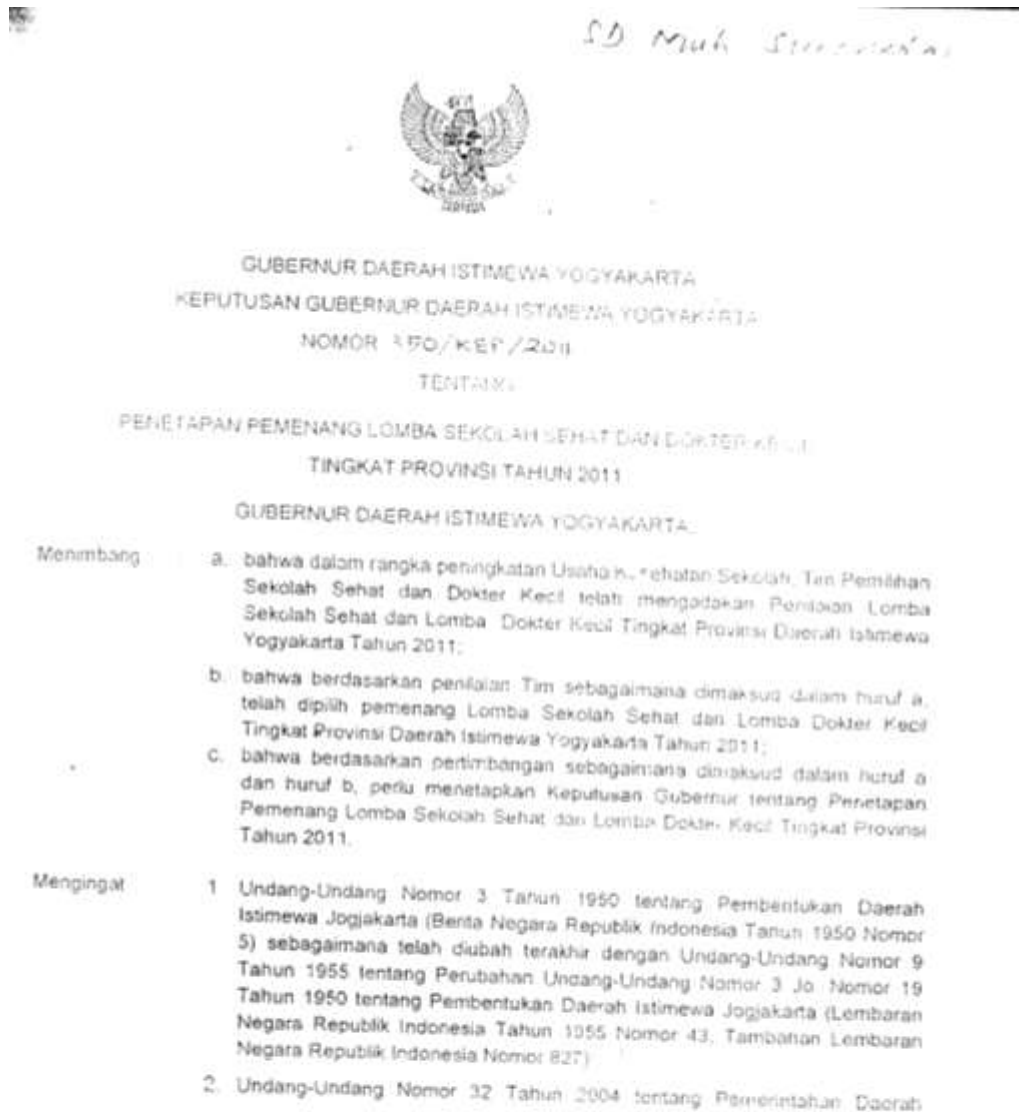 SD Muh
GUBERNUR DAERAH ISTIMEWA YOGYAKARTA
KEPUTUSAN GUBERNUR DAERAH ISTIMEWA YOGYAKARTA
NOMOR /KEP/2011
TENTANG
PENETAPAN PEMENANG LOMBA SEKOLAH SEHAT DAN DOKTER KECIL
TINGKAT PROVINSI TAHUN 2011
GUBERNUR DAERAH ISTIMEWA YOGYAKARTA,
Menimbang : a. bahwa dalam rangka peningkatan Usaha Kesehatan Sekolah, Tim Pemilihan
Sekolah Sehat dan Dokter Kecil telah mengadakan Penilaian Lomba
Sekolah Sehat dan Lomba Dokter Kecil Tingkat Provinsi Daerah Istimewa
Yogyakarta Tahun 2011;
b. bahwa berdasarkan penilaian Tim sebagaimana dimaksud dalam huruf a,
telah dipilih pemenang Lomba Sekolah Sehat dan Lomba Dokter Kecil
Tingkat Provinsi Daerah Istimewa Yogyakarta Tahun 2011;
c. bahwa berdasarkan pertimbangan sebagaimana dimaksud dalam huruf a
dan huruf b, perlu menetapkan Keputusan Gubernur tentang Penetapan
Pemenang Lomba Sekolah Sehat dan Lomba Dokter Kecil Tingkat Provinsi
Tahun 2011.
Mengingat 1 Undang-Undang Nomor 3 Tahun 1950 tentang Pembentukan Daerah
Istimewa Jogjakarta (Berita Negara Republik Indonesia Tahun 1950 Nomor
5) sebagaimana telah diubah terakhir dengan Undang-Undang Nomor 9
Tahun 1955 tentang Perubahan Undang-Undang Nomor 3 Jo. Nomor 19
Tahun 1950 tentang Pembentukan Daerah Istimewa Jogjakarta (Lembaran
Negara Republik Indonesia Tahun 1955 Nomor 43, Tambahan Lembaran
Negara Republik Indonesia Nomor 827)
2. Undang-Undang Nomor 32 Tahun 2004 tentang Pemerintahan Daerah